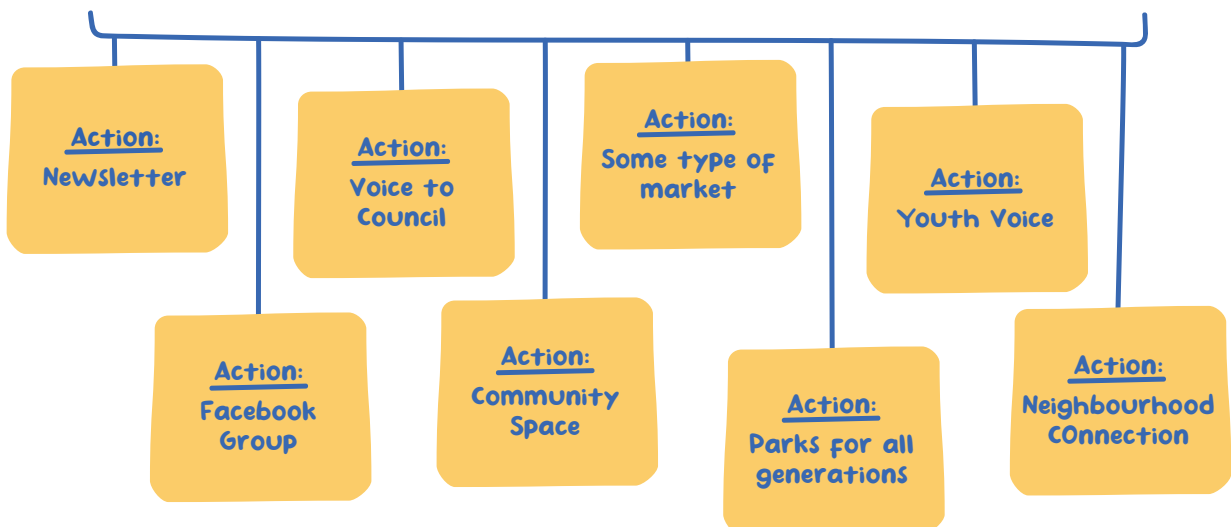 Action:
Newsletter
Action:
Facebook
Group
Action:
Voice to
Council
Action:
Community
Space
Action:
Some type of
market
Action:
Parks for all
generations
Action:
Youth Voice
Action:
Neighbourhood
COnnection